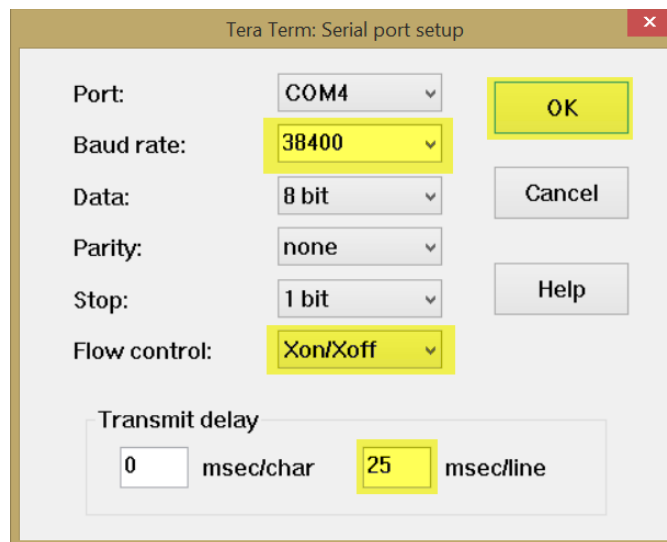 Tera Term: Serial port setup
Port: COM4
OK
Baud rate: 38400
Data: 8 bit
Cancel
Parity: none
Stop: 1 bit
Help
Flow control: Xon/Xoff
Transmit delay
0 msec/char 25 msec/line